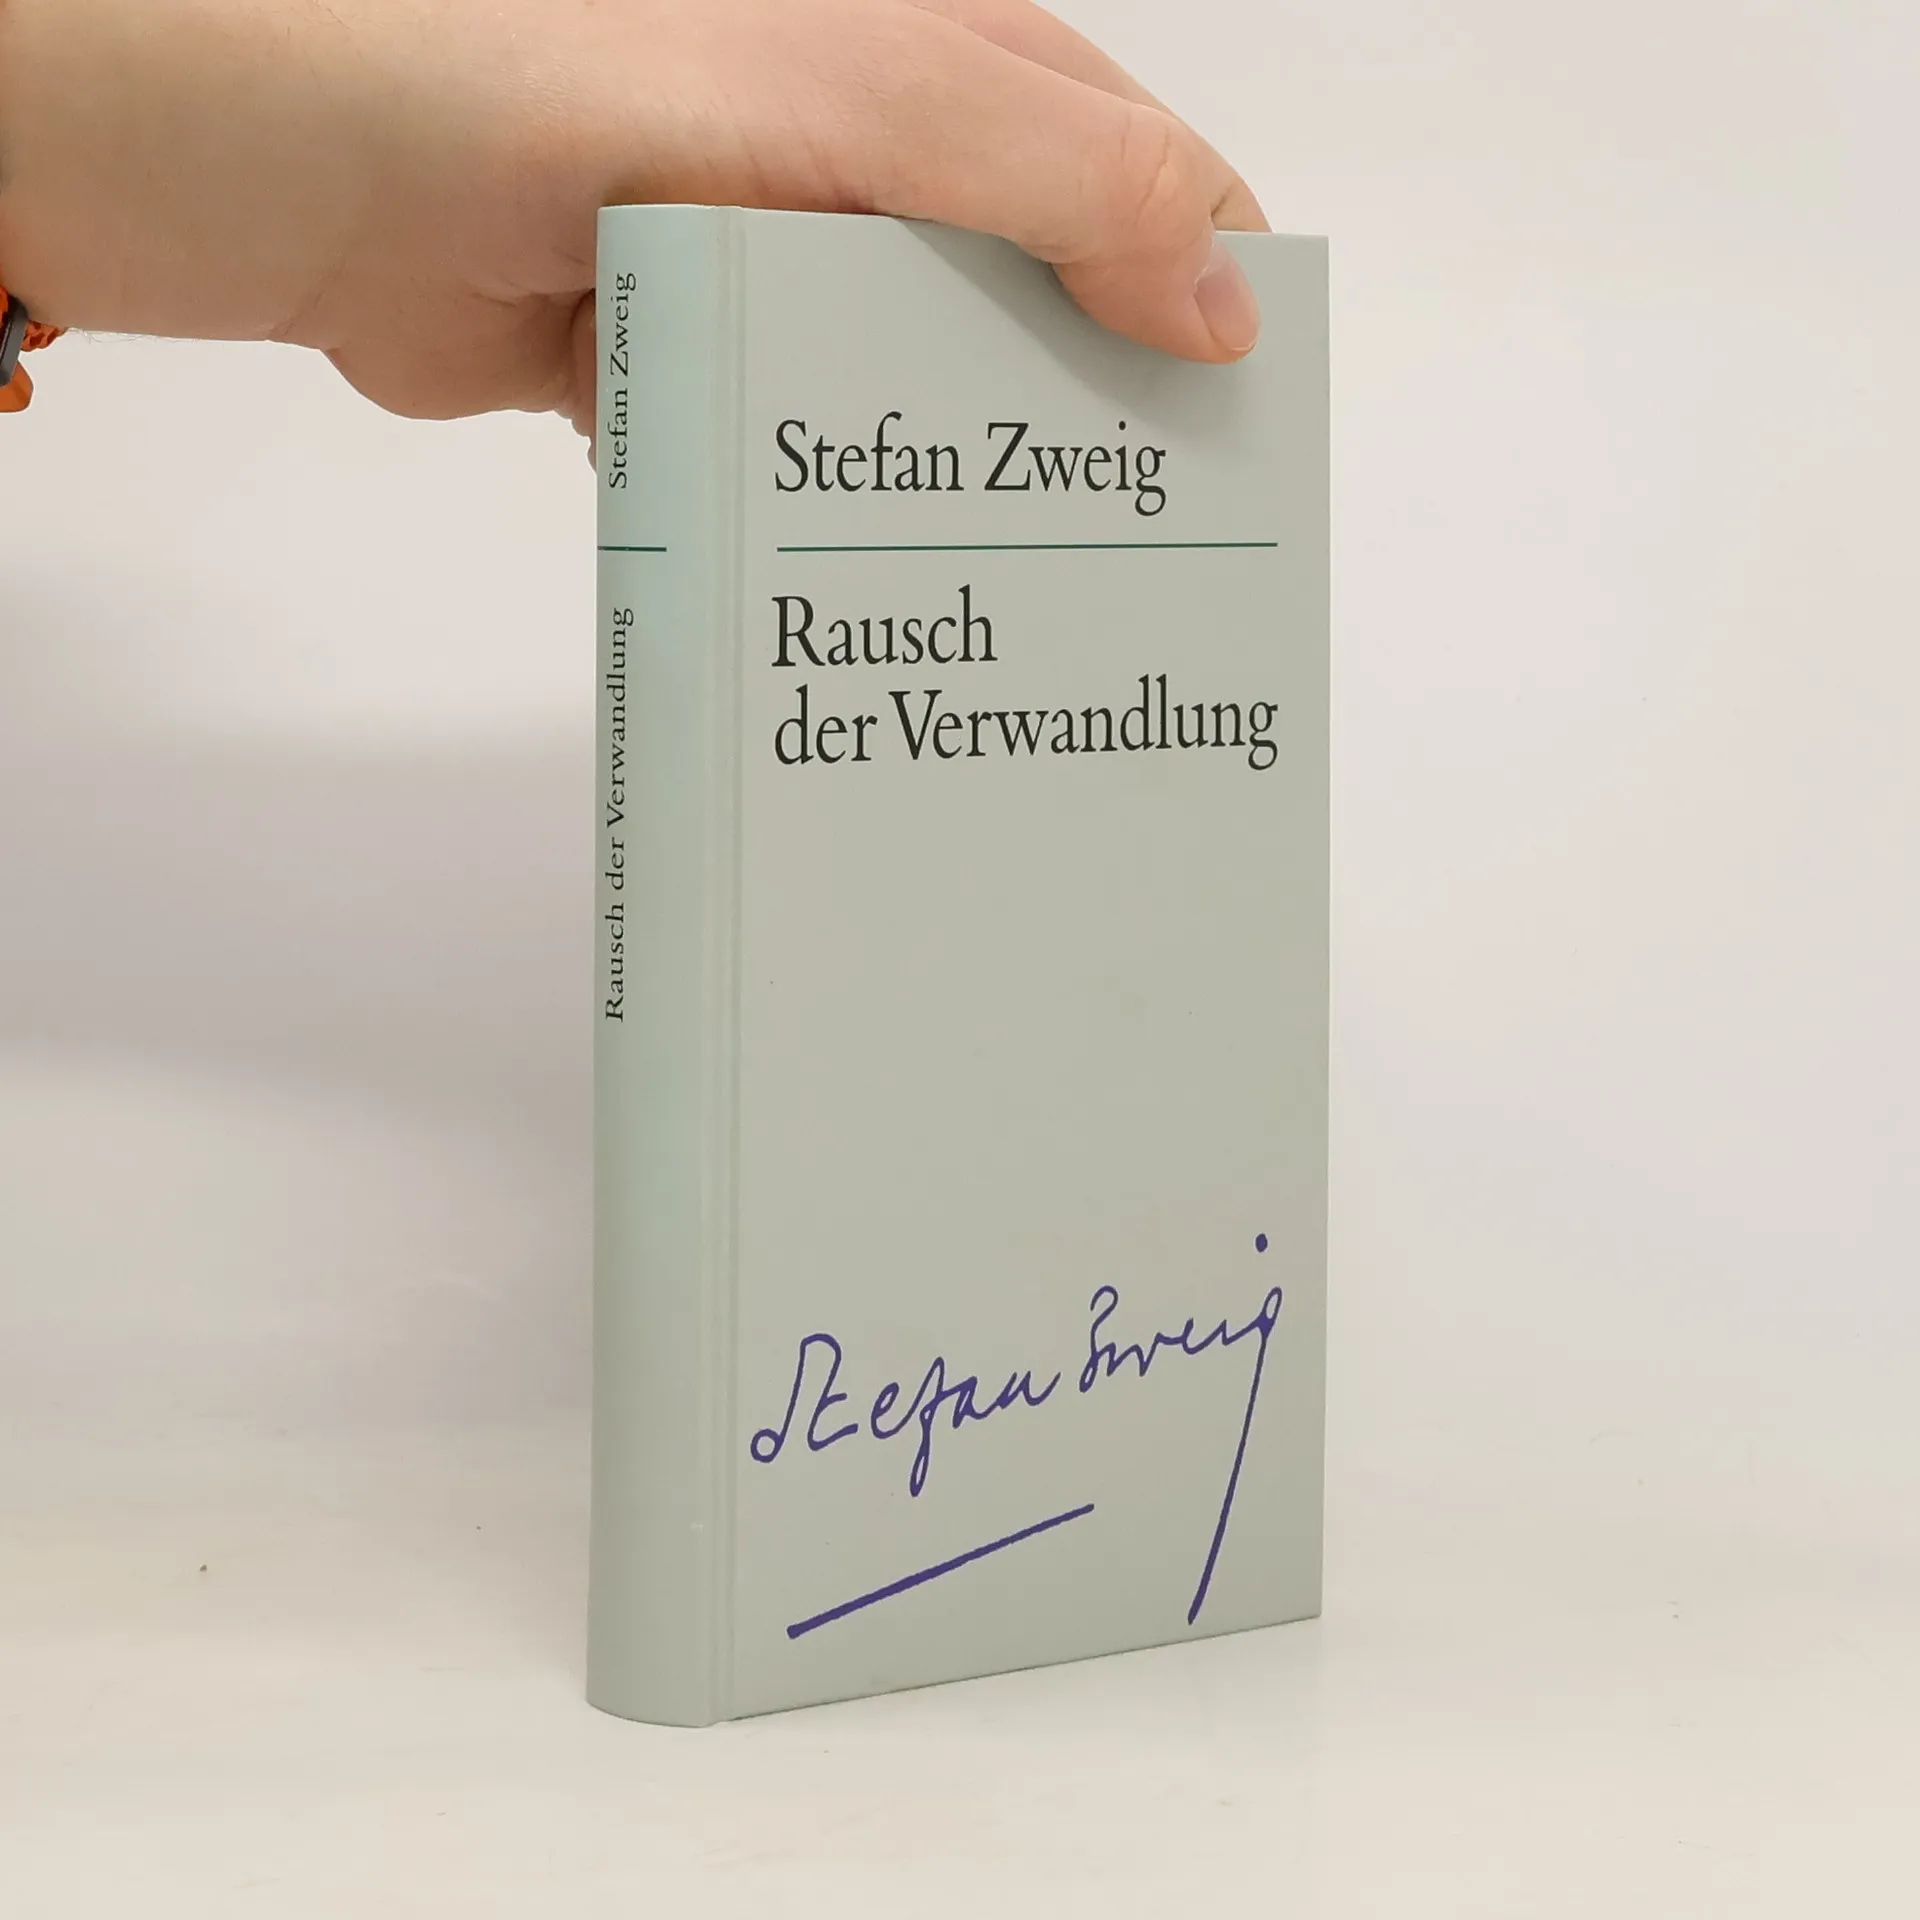 Stefan Zweig
Rausch der Verwandlung
Stefan Zweig
Rausch
der Verwandlung
Stefan Zweig